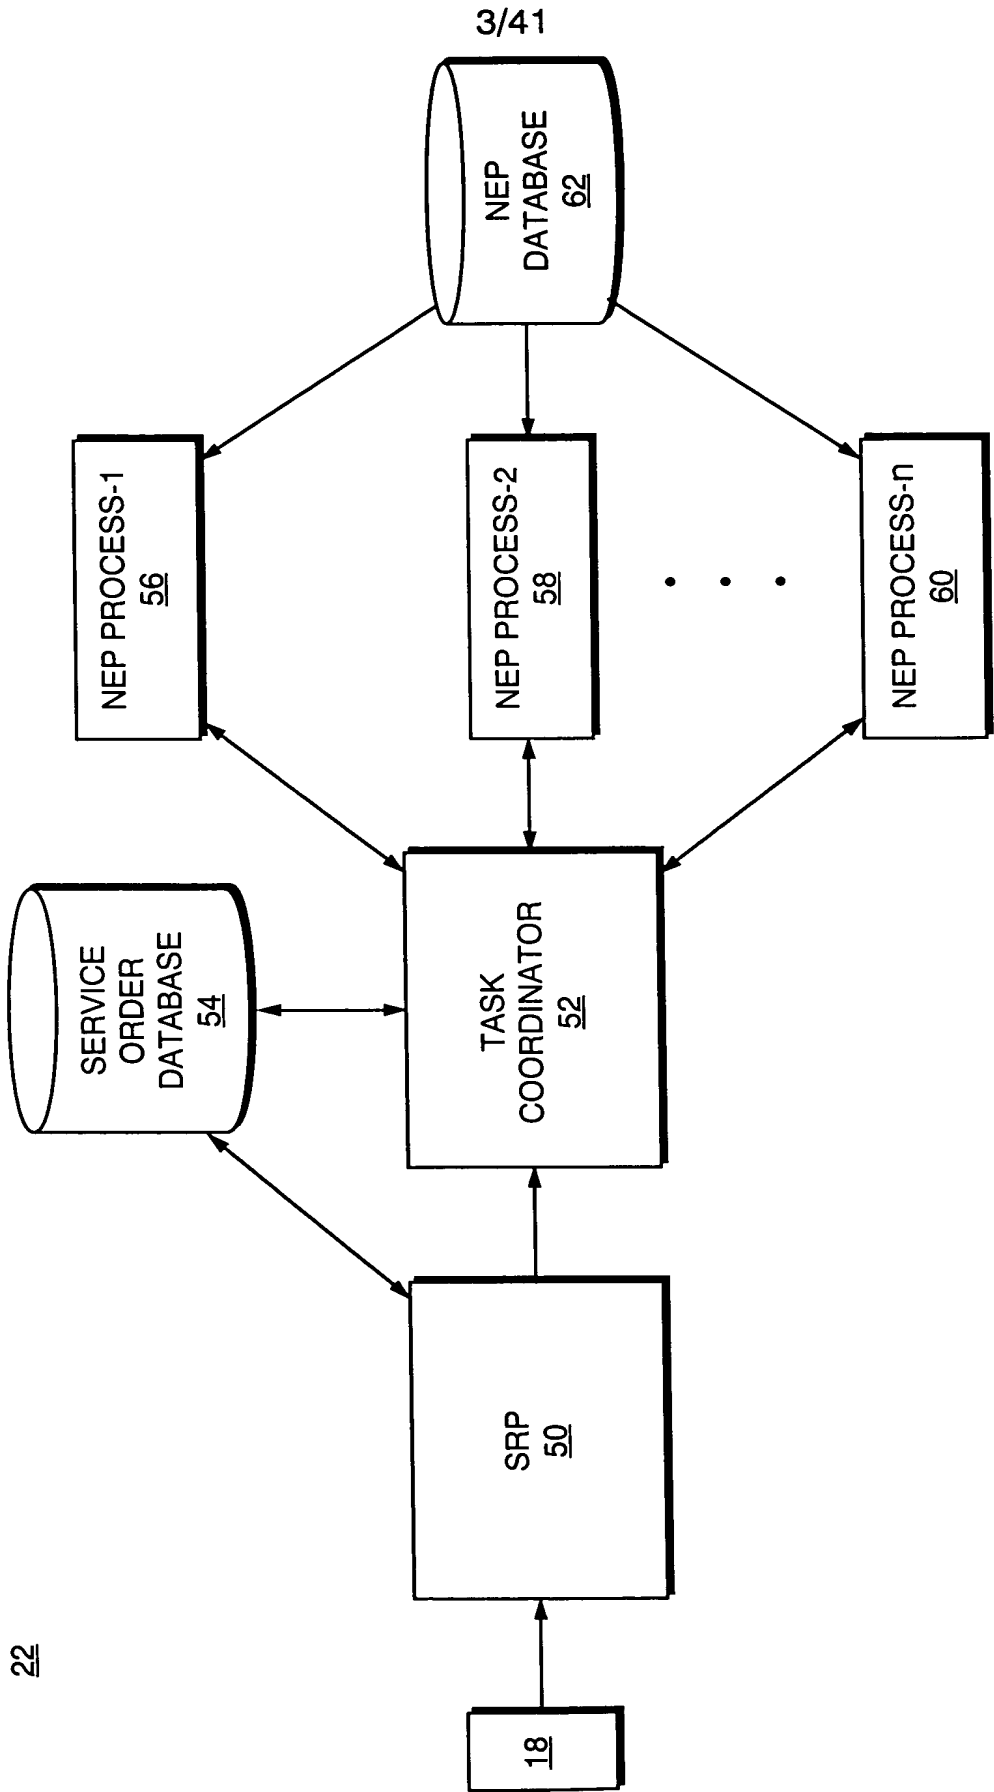 3/41
22
18
SRP
50
SERVICE
ORDER
DATABASE
54
TASK
COORDINATOR
52
NEP PROCESS-1
56
NEP PROCESS-2
58
. . .
NEP PROCESS-n
60
NEP
DATABASE
62